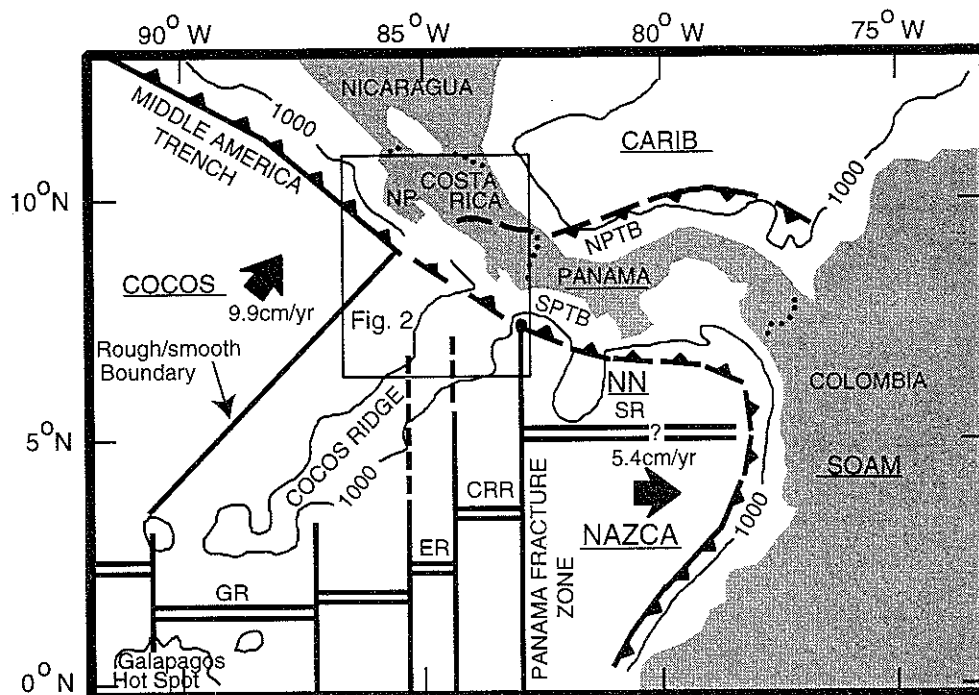 90° W
85° W
80° W
75° W
NICARAGUA
MIDDLE AMERICA
TRENCH
1000
CARIB
10°N
COSTA
RICA
NP
1000
NPTB
PANAMA
COCOS
9.9cm/yr
Fig. 2
SPTB
Rough/smooth
Boundary
COLOMBIA
NN
SR
5°N
?
COCOS RIDGE
1000
5.4cm/yr
SOAM
CRR
NAZCA
1000
PANAMA FRACTURE
ZONE
ER
GR
Galapagos
Hot Spot
0°N